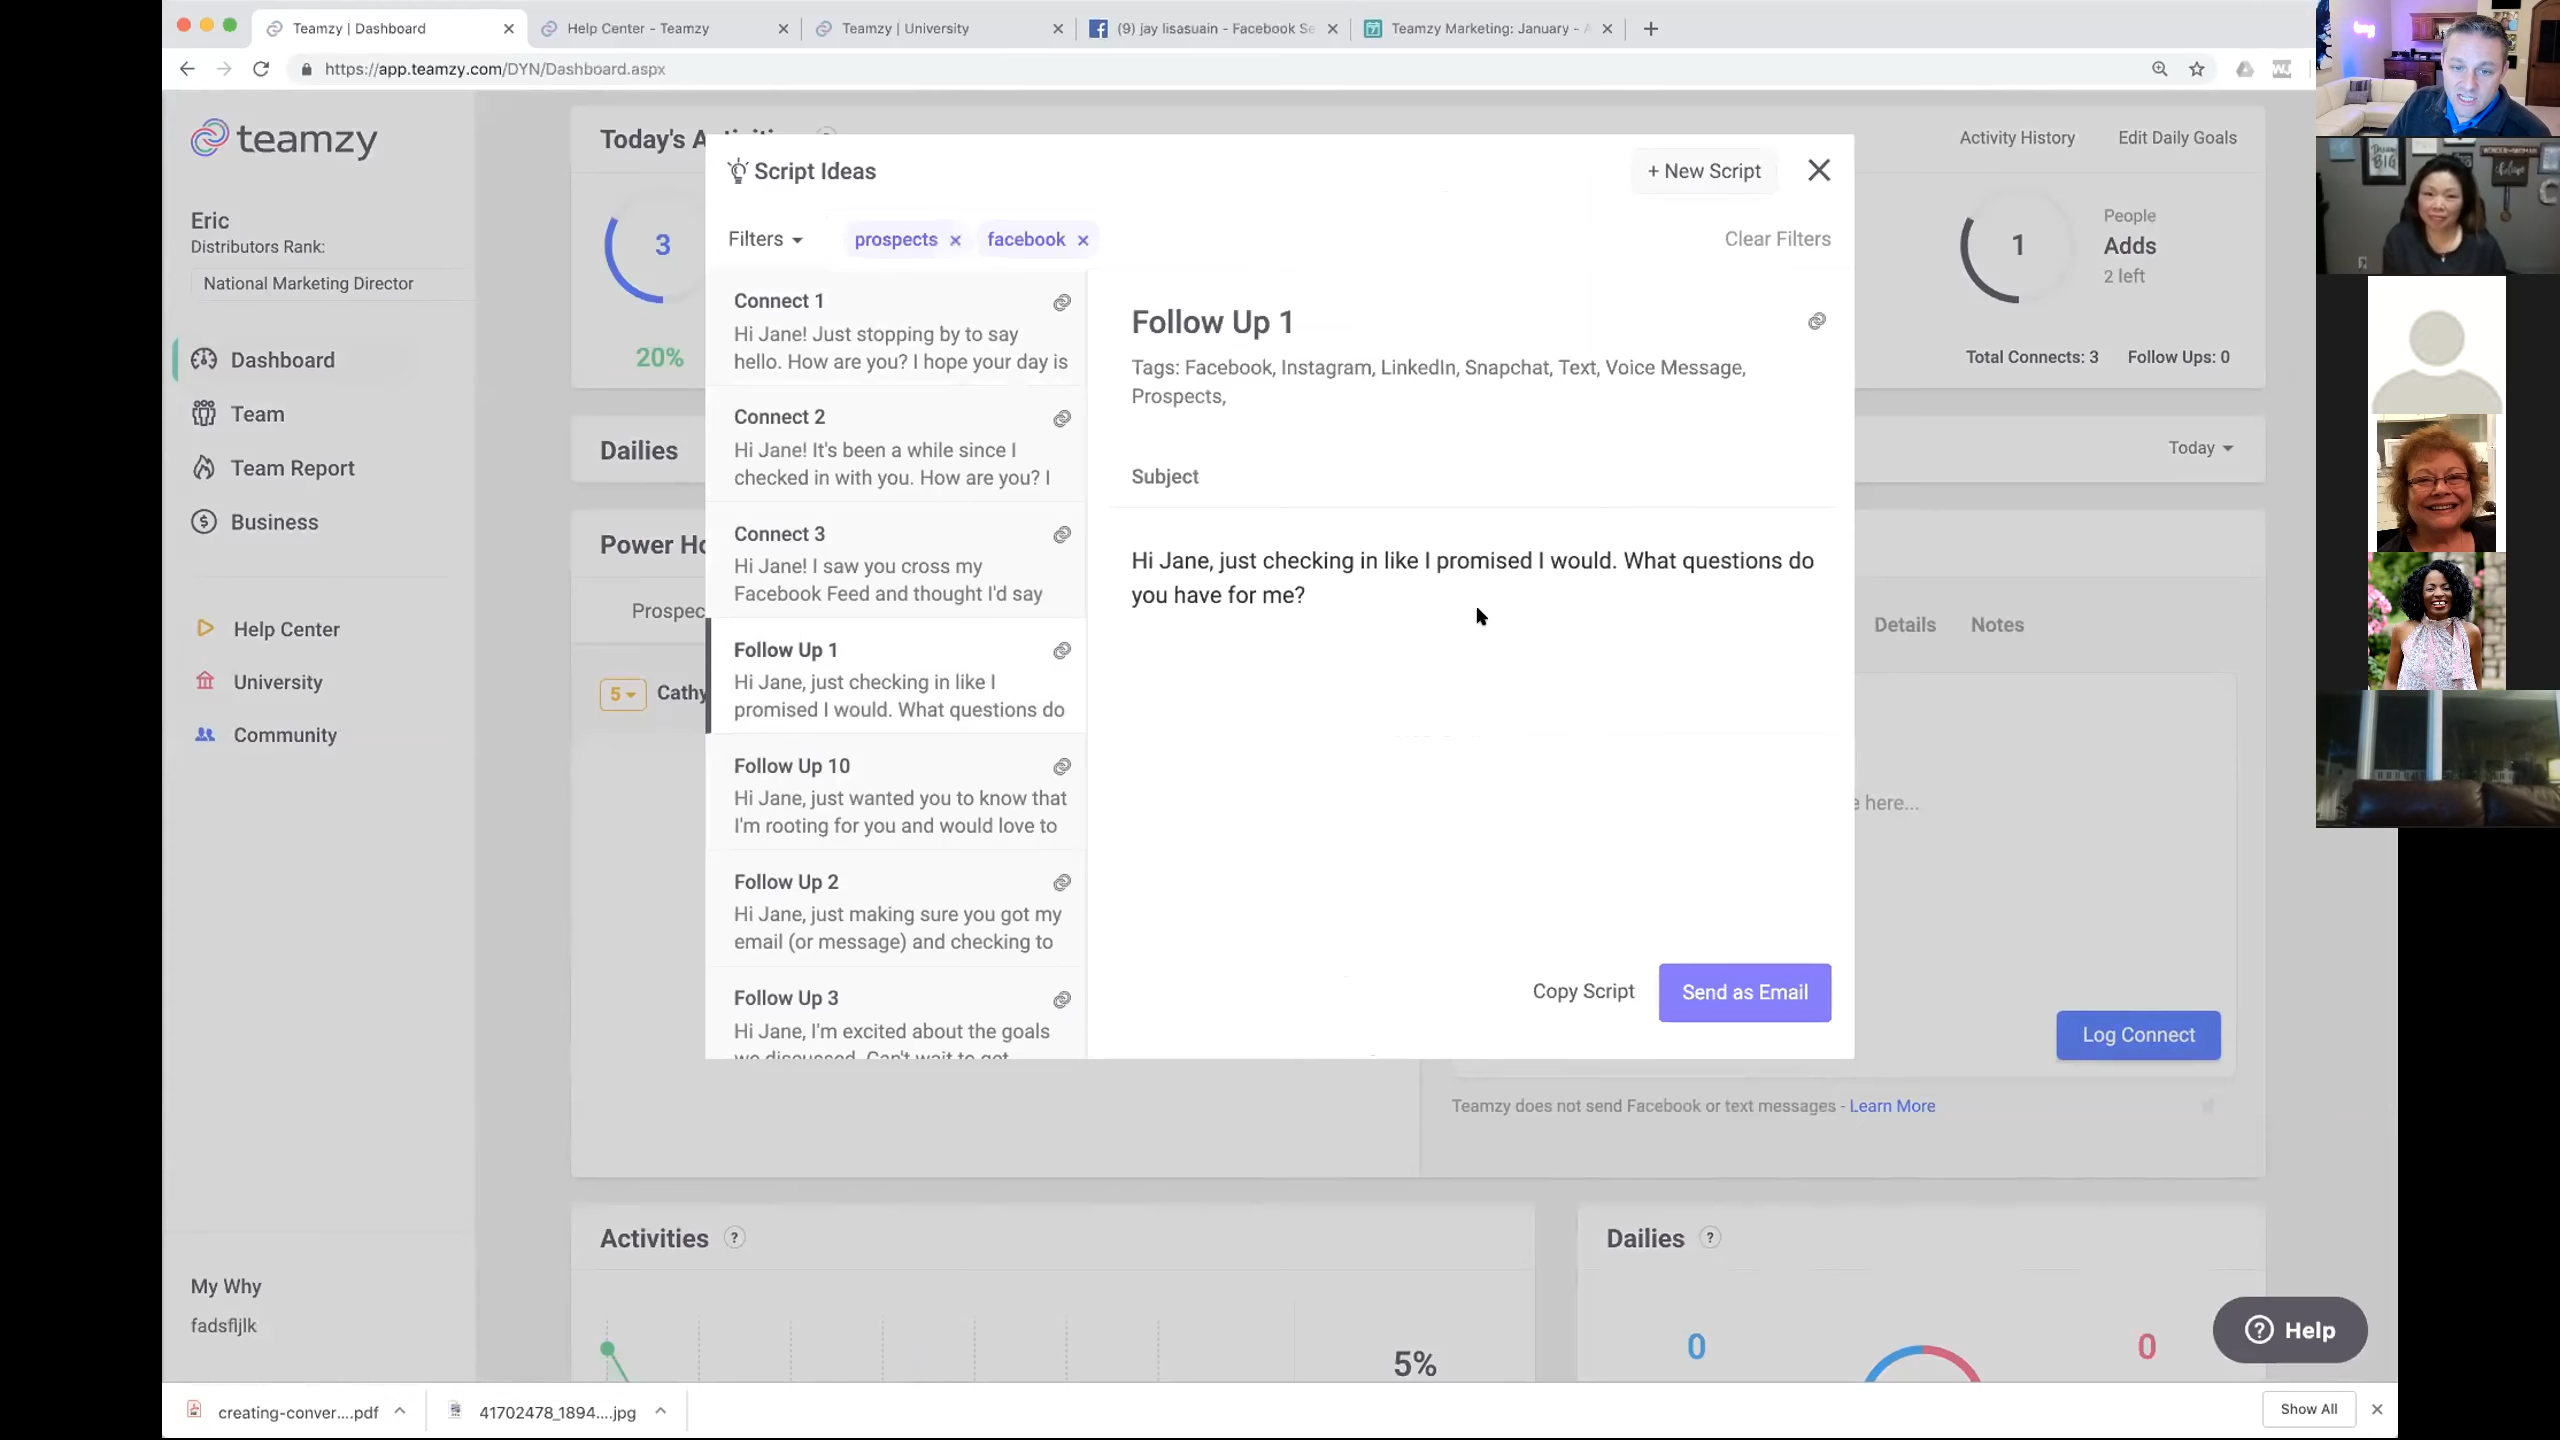 Teamzy | Dashboard
Help Center - Teamzy
Teamzy | University
(9) jay lisasuain - Facebook Se
Teamzy Marketing: January - A
https://app.teamzy.com/DYN/Dashboard.aspx
teamzy
Eric
Distributors Rank:
National Marketing Director
Dashboard
Team
Team Report
Business
Help Center
University
Community
My Why
fadsfljlk
Today's A
Activity History
Edit Daily Goals
3
20%
1
People
Adds
2 left
Total Connects: 3
Follow Ups: 0
Dailies
Today
Power Ho
Prospec
5
Cathy
Details
Notes
e here...
Log Connect
Teamzy does not send Facebook or text messages - Learn More
Script Ideas
+ New Script
Filters
prospects
facebook
Clear Filters
Connect 1
Hi Jane! Just stopping by to say
hello. How are you? I hope your day is
Connect 2
Hi Jane! It's been a while since I
checked in with you. How are you? I
Connect 3
Hi Jane! I saw you cross my
Facebook Feed and thought I'd say
Follow Up 1
Hi Jane, just checking in like I
promised I would. What questions do
Follow Up 10
Hi Jane, just wanted you to know that
I'm rooting for you and would love to
Follow Up 2
Hi Jane, just making sure you got my
email (or message) and checking to
Follow Up 3
Hi Jane, I'm excited about the goals
we discussed. Can't wait to get
Follow Up 1
Tags: Facebook, Instagram, LinkedIn, Snapchat, Text, Voice Message,
Prospects,
Subject
Hi Jane, just checking in like I promised I would. What questions do
you have for me?
Copy Script
Send as Email
Activities ?
5%
Dailies ?
0
0
? Help
creating-conver....pdf
41702478_1894....jpg
Show All